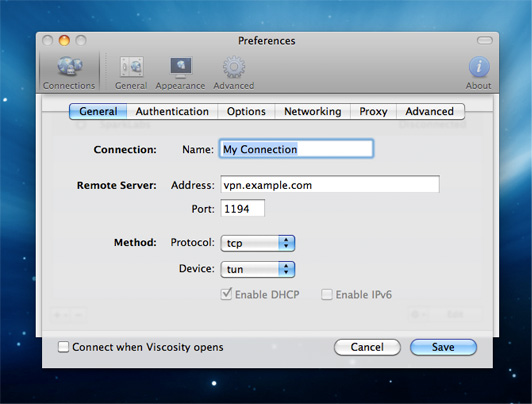 Preferences
Connections General Appearance Advanced About
General Authentication Options Networking Proxy Advanced
Connection: Name: My Connection
Remote Server: Address: vpn.example.com
Port: 1194
Method: Protocol: tcp
Device: tun
Enable DHCP Enable IPv6
Edit
Connect when Viscosity opens Cancel Save